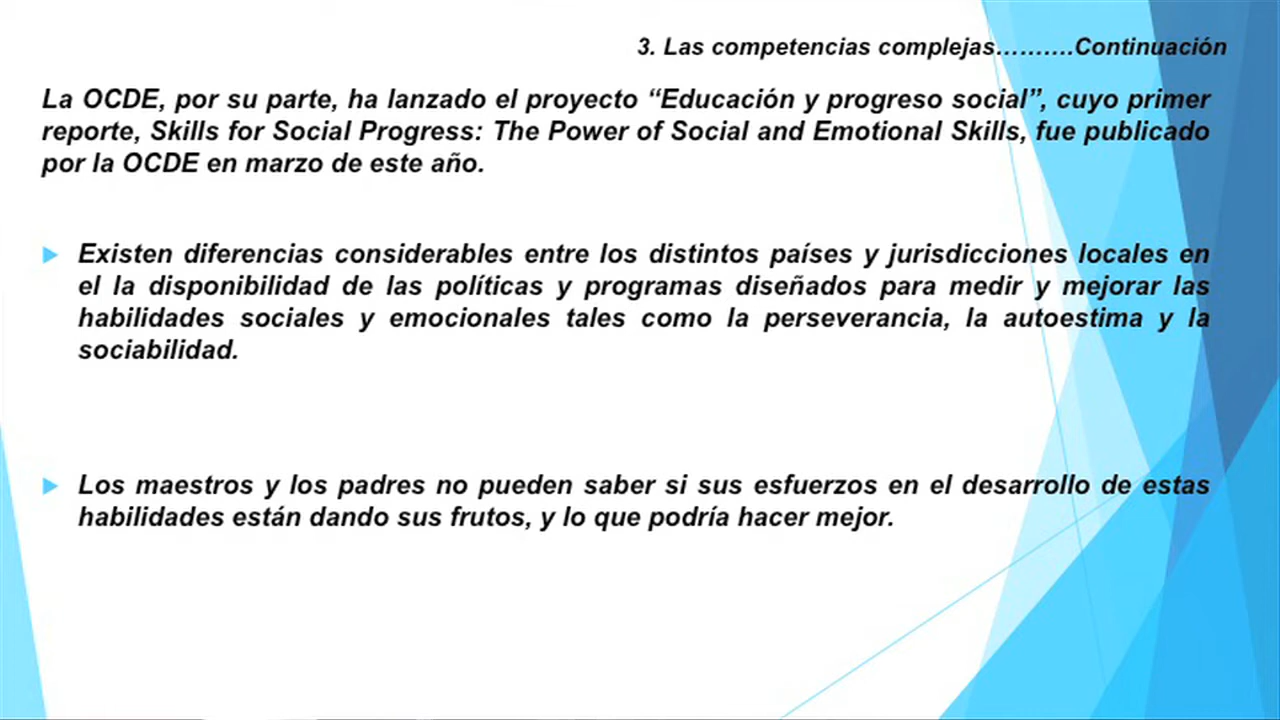 3. Las competencias complejas……….Continuación
La OCDE, por su parte, ha lanzado el proyecto “Educación y progreso social”, cuyo primer
reporte, Skills for Social Progress: The Power of Social and Emotional Skills, fue publicado
por la OCDE en marzo de este año.
Existen diferencias considerables entre los distintos países y jurisdicciones locales en
el la disponibilidad de las políticas y programas diseñados para medir y mejorar las
habilidades sociales y emocionales tales como la perseverancia, la autoestima y la
sociabilidad.
Los maestros y los padres no pueden saber si sus esfuerzos en el desarrollo de estas
habilidades están dando sus frutos, y lo que podría hacer mejor.